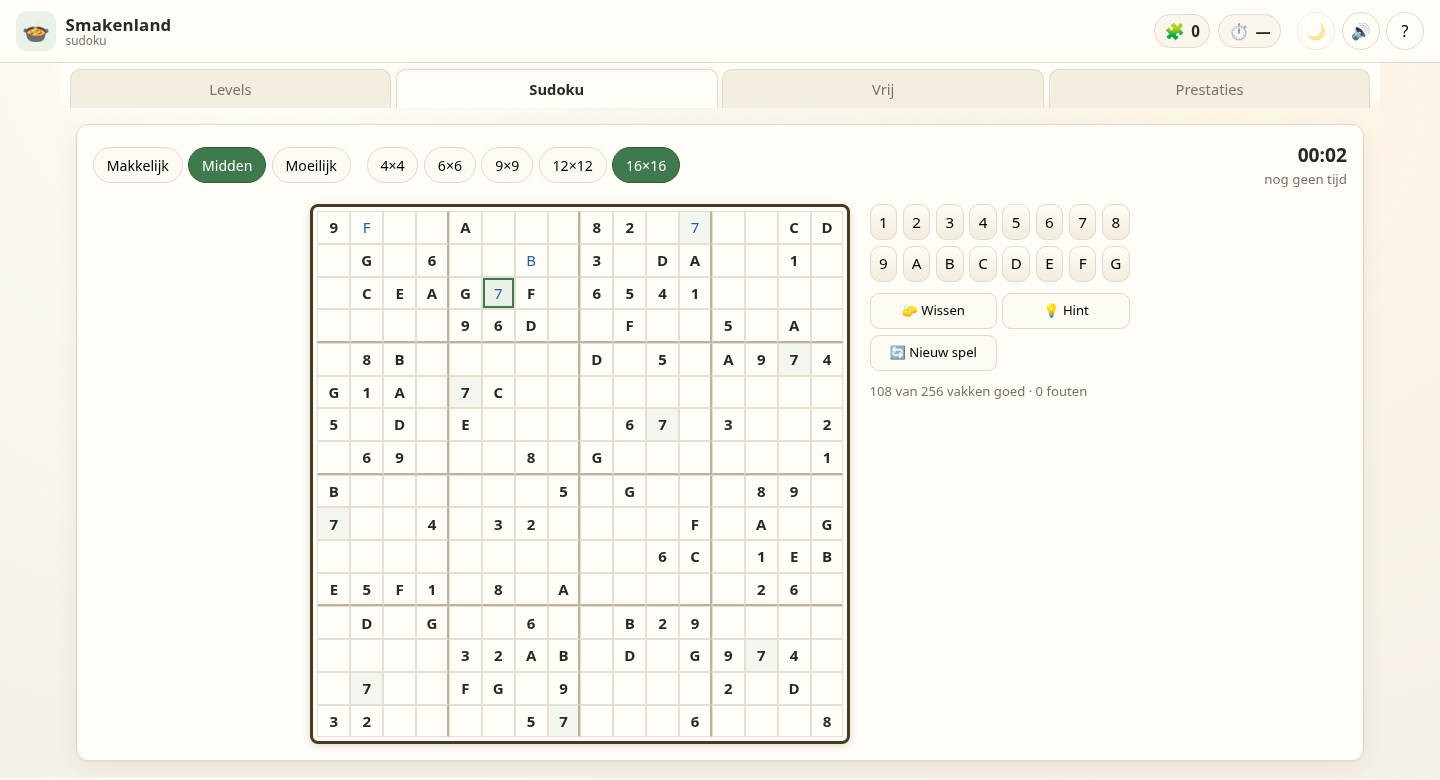 Smakenland
sudoku
🧩 0 ⏱️ — 🌙 🔊 ?
Levels Sudoku Vrij Prestaties
Makkelijk Midden Moeilijk 4×4 6×6 9×9 12×12 16×16
00:02
nog geen tijd
9 F A 8 2 7 C D
G 6 B 3 D A 1
C E A G 7 F 6 5 4 1
9 6 D F 5 A
8 B D 5 A 9 7 4
G 1 A 7 C
5 D E 6 7 3 2
6 9 8 G 1
B 5 G 8 9
7 4 3 2 F A G
6 C 1 E B
E 5 F 1 8 A 2 6
D G 6 B 2 9
3 2 A B D G 9 7 4
7 F G 9 2 D
3 2 5 7 6 8
1 2 3 4 5 6 7 8
9 A B C D E F G
🧽 Wissen 💡 Hint
🔄 Nieuw spel
108 van 256 vakken goed · 0 fouten